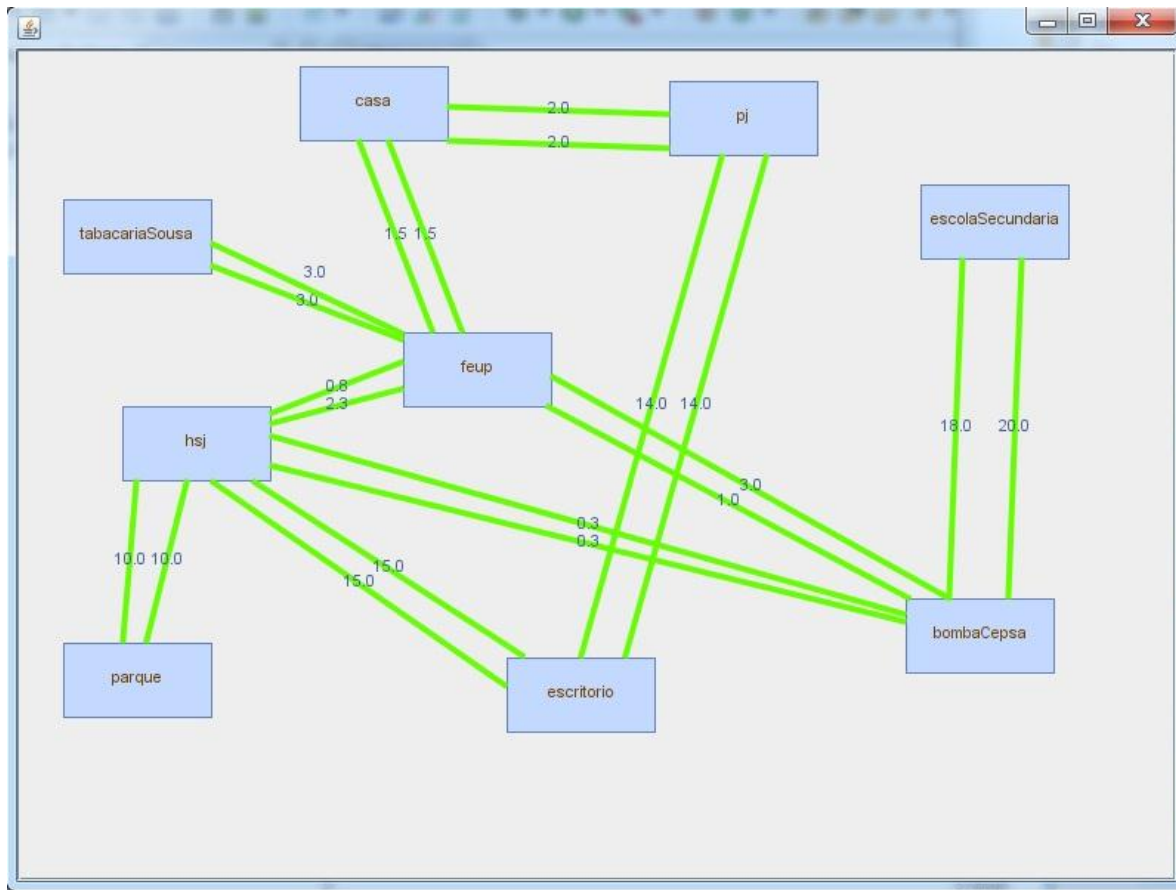 casa
2.0
pj
2.0
escolaSecundaria
tabacariaSousa
1.5
1.5
3.0
3.0
feup
0.8
2.3
14.0
14.0
18.0
20.0
hsj
3.0
1.0
0.3
0.3
10.0
10.0
15.0
15.0
bombaCepsa
parque
escritorio